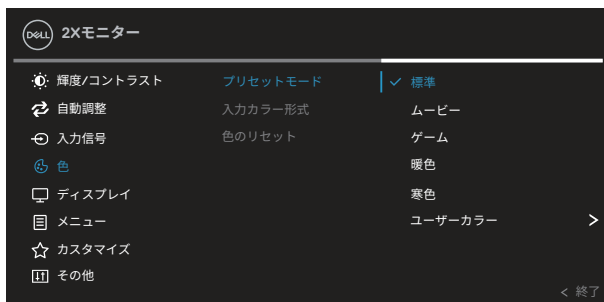 DELL 2Xモニター
輝度/コントラスト プリセットモード 標準
自動調整 入力カラー形式 ムービー
入力信号 色のリセット ゲーム
色 暖色
ディスプレイ 寒色
メニュー ユーザーカラー >
カスタマイズ
その他
< 終了